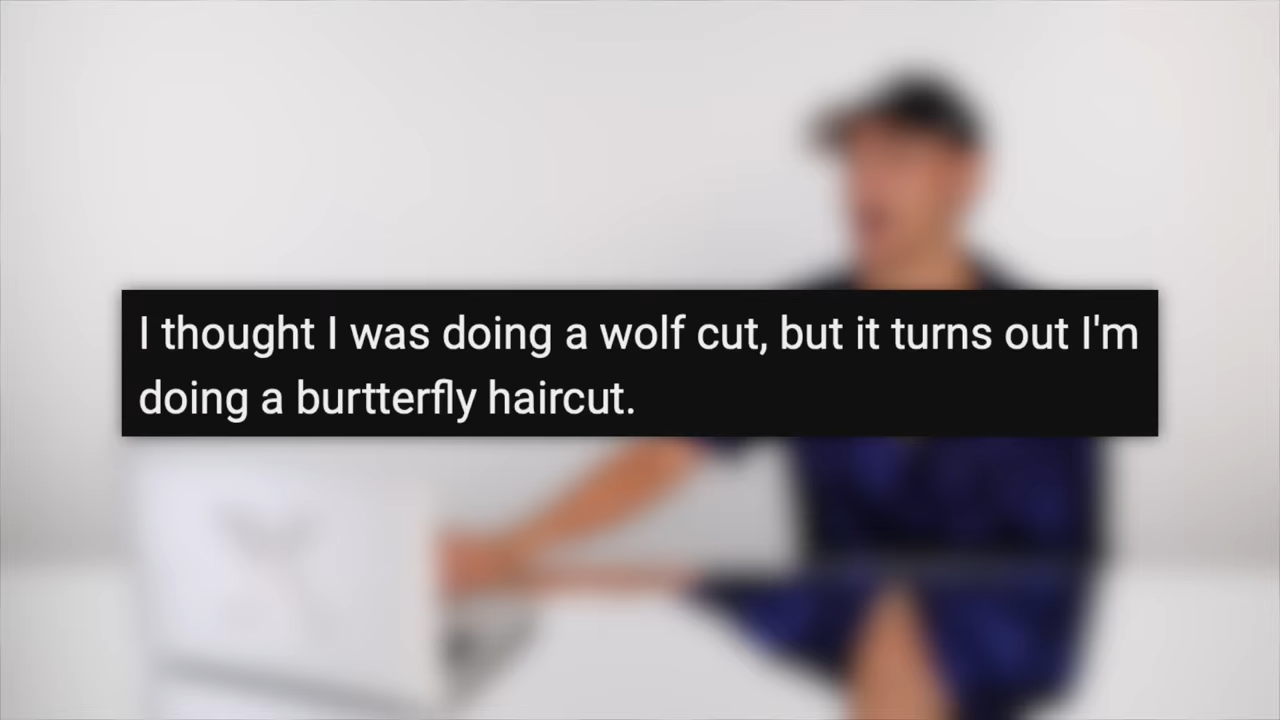 I thought I was doing a wolf cut, but it turns out I'm
doing a burtterfly haircut.